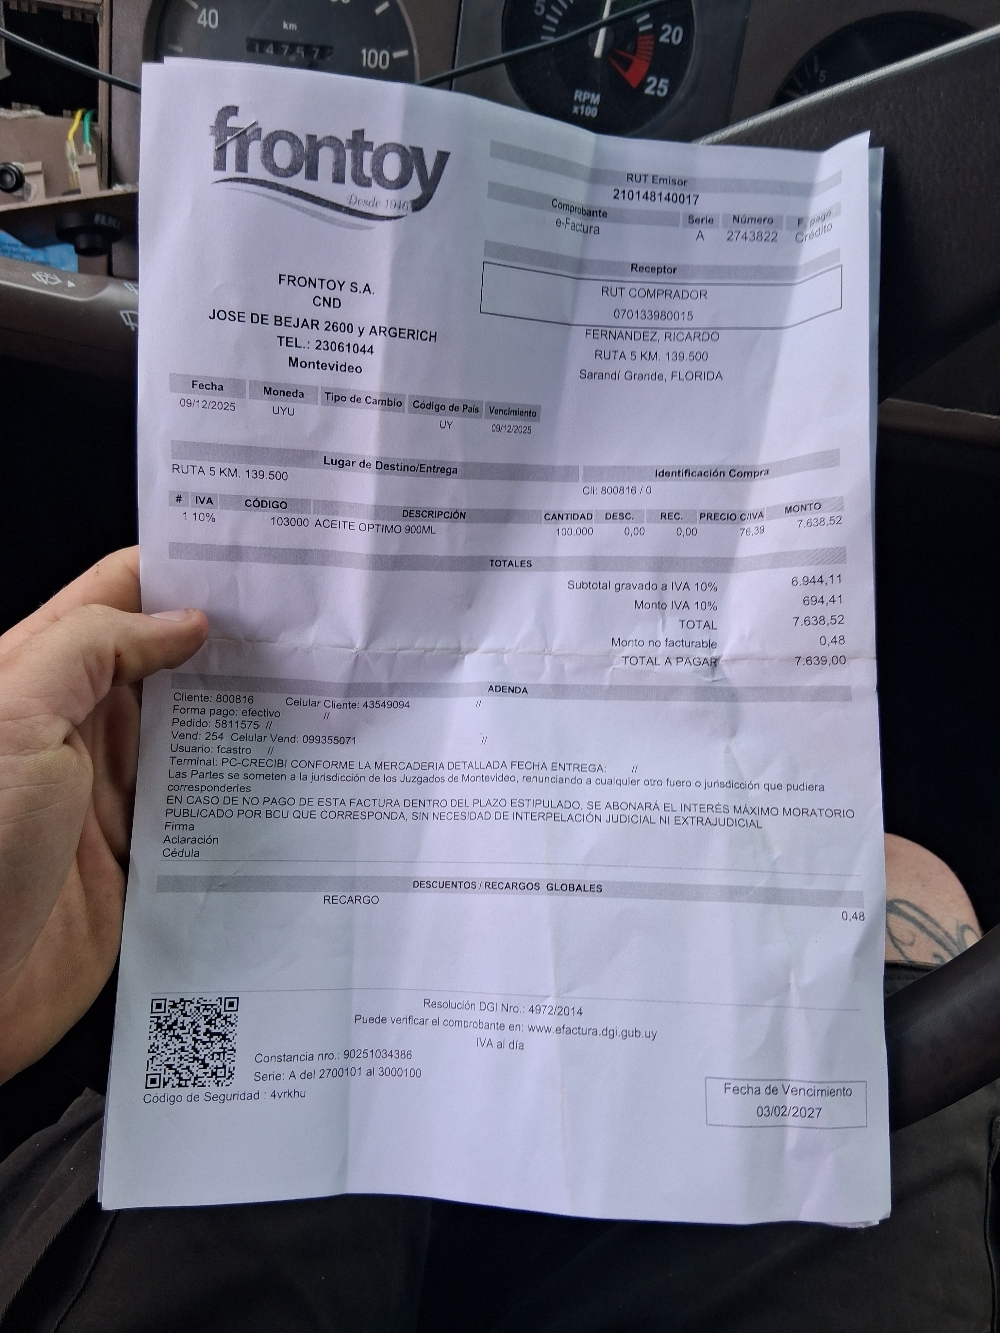 40
km
14757
100
5
20
25
RPM
x100
5
frontoy
Desde 1940
RUT Emisor
210148140017
Comprobante Serie Número F. pago
e-Factura A 2743822 Crédito
Receptor
RUT COMPRADOR
070133980015
FERNANDEZ, RICARDO
RUTA 5 KM. 139.500
Sarandí Grande, FLORIDA
FRONTOY S.A.
CND
JOSE DE BEJAR 2600 y ARGERICH
TEL.: 23061044
Montevideo
Fecha Moneda Tipo de Cambio Código de País Vencimiento
09/12/2025 UYU UY 09/12/2025
Lugar de Destino/Entrega Identificación Compra
RUTA 5 KM. 139.500 Cli: 800816 / 0
# IVA CÓDIGO DESCRIPCIÓN CANTIDAD DESC. REC. PRECIO C/IVA MONTO
1 10% 103000 ACEITE OPTIMO 900ML 100.000 0,00 0,00 76,39 7.638,52
TOTALES
Subtotal gravado a IVA 10% 6.944,11
Monto IVA 10% 694,41
TOTAL 7.638,52
Monto no facturable 0,48
TOTAL A PAGAR 7.639,00
ADENDA
Cliente: 800816 Celular Cliente: 43549094 //
Forma pago: efectivo //
Pedido: 5811575 //
Vend: 254 Celular Vend: 099355071 //
Usuario: fcastro //
Terminal: PC-CRECIBI CONFORME LA MERCADERIA DETALLADA FECHA ENTREGA: //
Las Partes se someten a la jurisdicción de los Juzgados de Montevideo, renunciando a cualquier otro fuero o jurisdicción que pudiera
corresponderles
EN CASO DE NO PAGO DE ESTA FACTURA DENTRO DEL PLAZO ESTIPULADO, SE ABONARÁ EL INTERÉS MÁXIMO MORATORIO
PUBLICADO POR BCU QUE CORRESPONDA, SIN NECESIDAD DE INTERPELACIÓN JUDICIAL NI EXTRAJUDICIAL
Firma
Aclaración
Cédula
DESCUENTOS / RECARGOS GLOBALES
RECARGO 0,48
Resolución DGI Nro.: 4972/2014
Puede verificar el comprobante en: www.efactura.dgi.gub.uy
IVA al día
Constancia nro.: 90251034386
Serie: A del 2700101 al 3000100
Código de Seguridad : 4vrkhu
Fecha de Vencimiento
03/02/2027